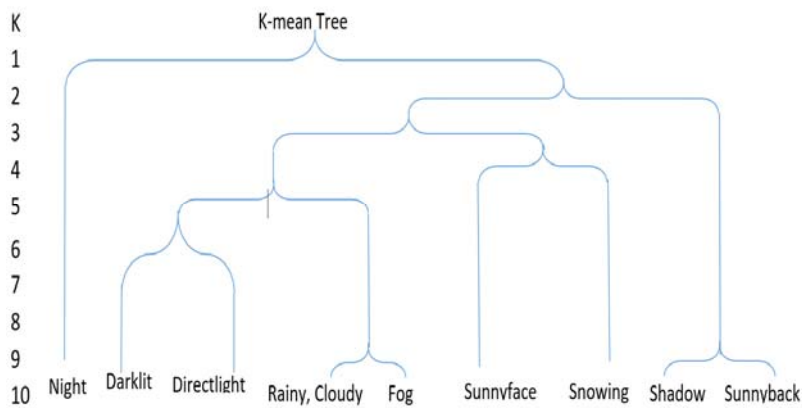 K
K-mean Tree
1
2
3
4
5
6
7
8
9
10
Night
Darklit
Directlight
Rainy, Cloudy
Fog
Sunnyface
Snowing
Shadow
Sunnyback